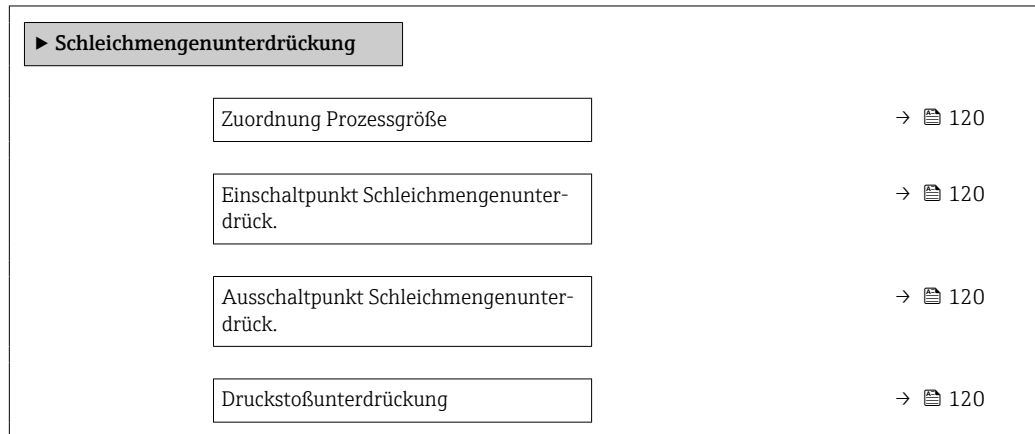 ► Schleichmengenunterdrückung
Zuordnung Prozessgröße → 120
Einschaltpunkt Schleichmengenunter-
drück. → 120
Ausschaltpunkt Schleichmengenunter-
drück. → 120
Druckstoßunterdrückung → 120